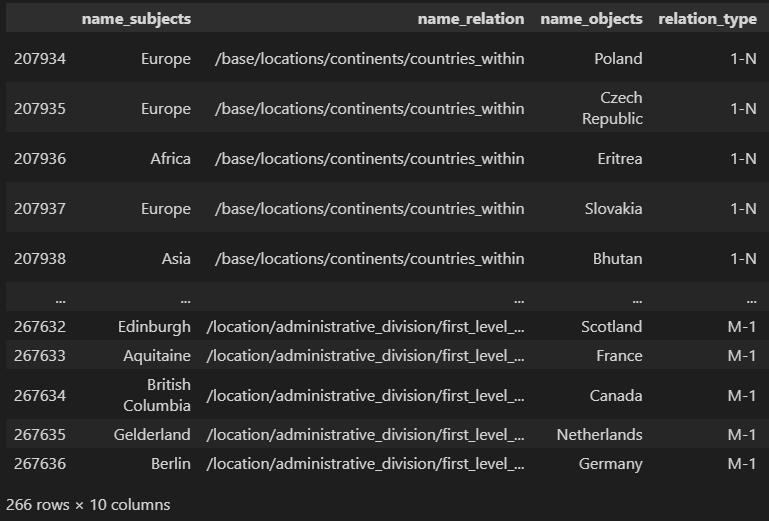 name_subjects name_relation name_objects relation_type
207934 Europe /base/locations/continents/countries_within Poland 1-N
207935 Europe /base/locations/continents/countries_within Czech Republic 1-N
207936 Africa /base/locations/continents/countries_within Eritrea 1-N
207937 Europe /base/locations/continents/countries_within Slovakia 1-N
207938 Asia /base/locations/continents/countries_within Bhutan 1-N
... ... ... ... ...
267632 Edinburgh /location/administrative_division/first_level_... Scotland M-1
267633 Aquitaine /location/administrative_division/first_level_... France M-1
267634 British Columbia /location/administrative_division/first_level_... Canada M-1
267635 Gelderland /location/administrative_division/first_level_... Netherlands M-1
267636 Berlin /location/administrative_division/first_level_... Germany M-1
266 rows × 10 columns